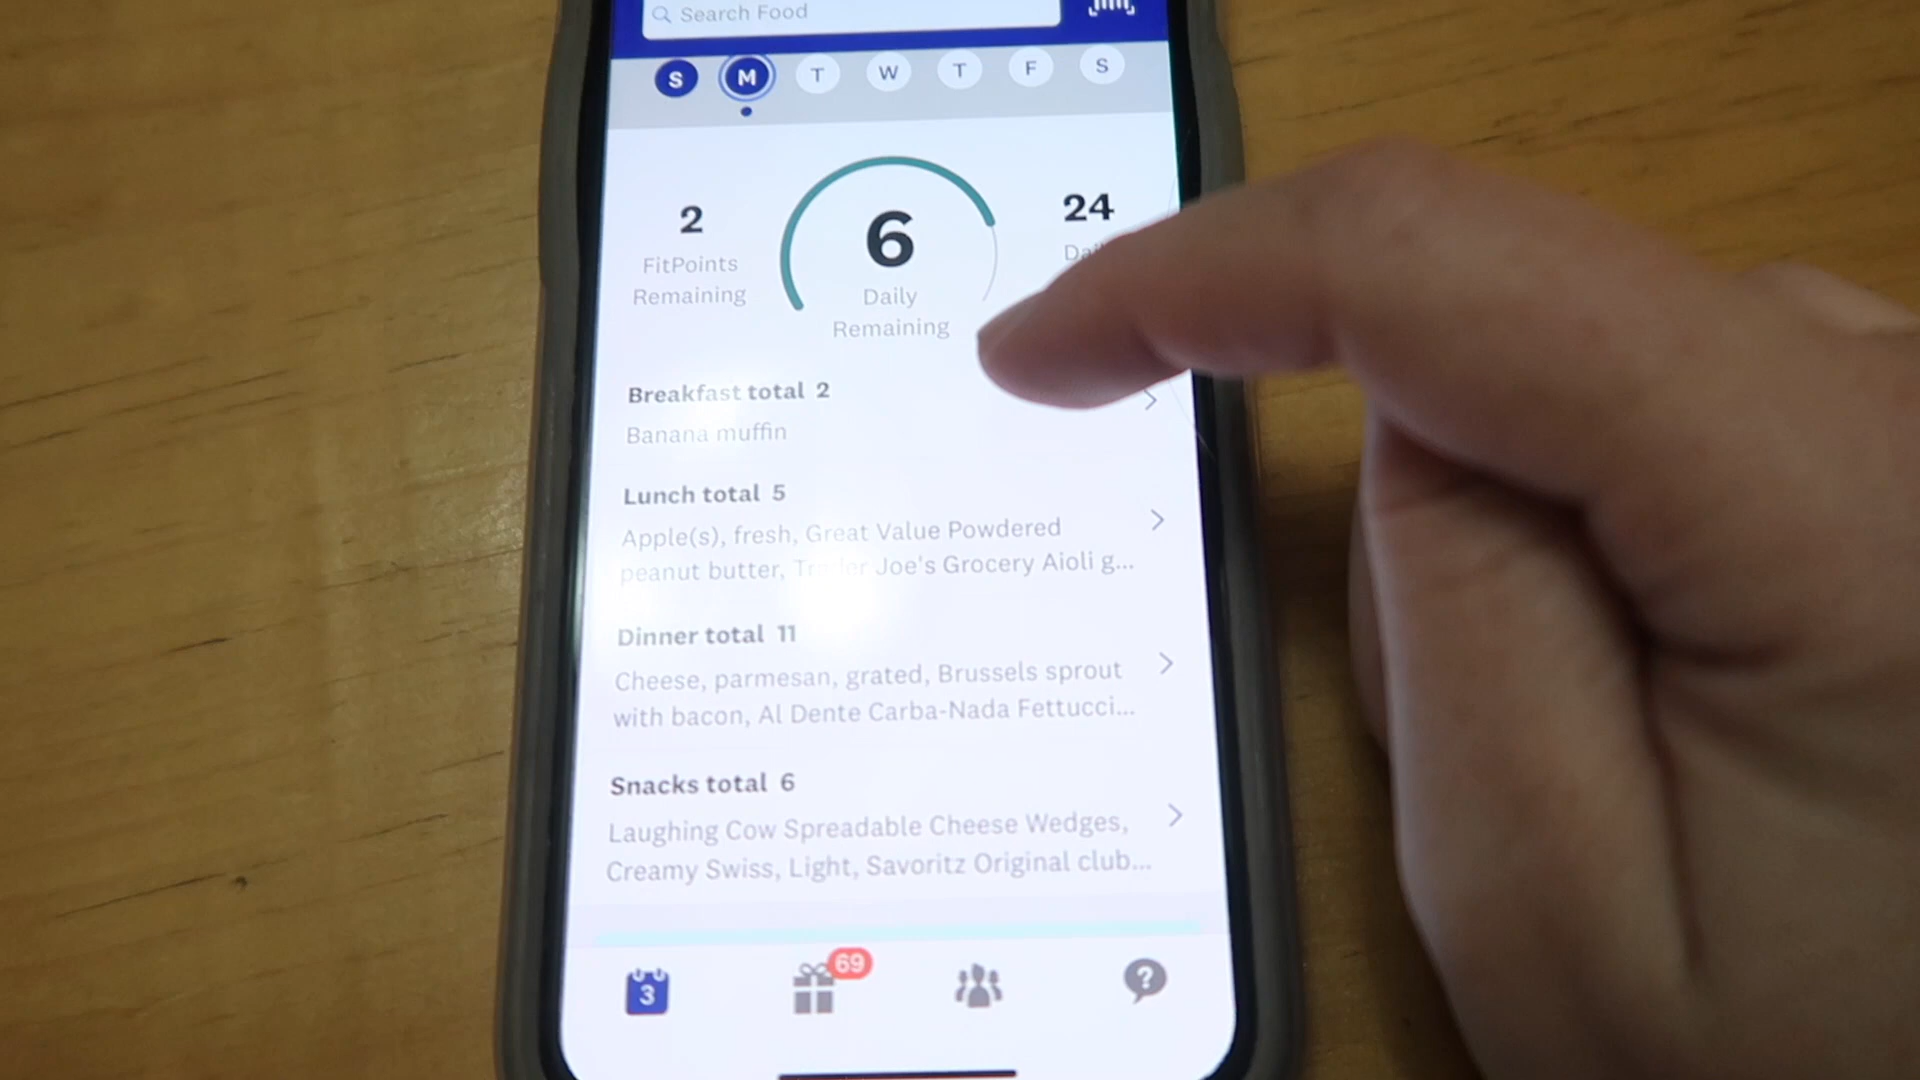 Search Food
S M T W T F S
2
FitPoints
Remaining
6
Daily
Remaining
24
Breakfast total 2
Banana muffin
Lunch total 5
Apple(s), fresh, Great Value Powdered
peanut butter, Trader Joe's Grocery Aioli g...
Dinner total 11
Cheese, parmesan, grated, Brussels sprout
with bacon, Al Dente Carba-Nada Fettucci...
Snacks total 6
Laughing Cow Spreadable Cheese Wedges,
Creamy Swiss, Light, Savoritz Original club...
3
69
?